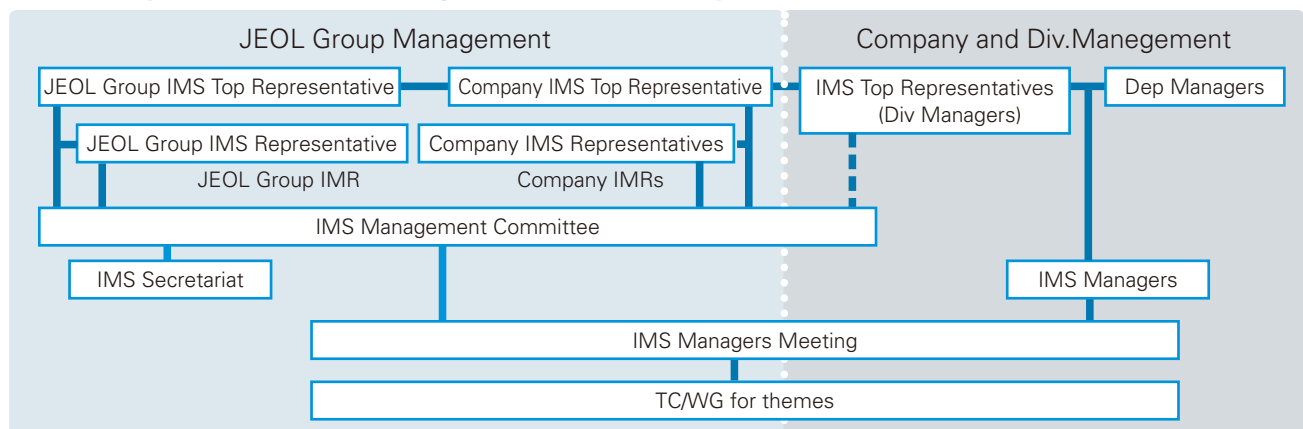 JEOL Group Management
Company and Div.Manegement
JEOL Group IMS Top Representative
Company IMS Top Representative
IMS Top Representatives
(Div Managers)
Dep Managers
JEOL Group IMS Representative
Company IMS Representatives
JEOL Group IMR
Company IMRs
IMS Management Committee
IMS Secretariat
IMS Managers
IMS Managers Meeting
TC/WG for themes